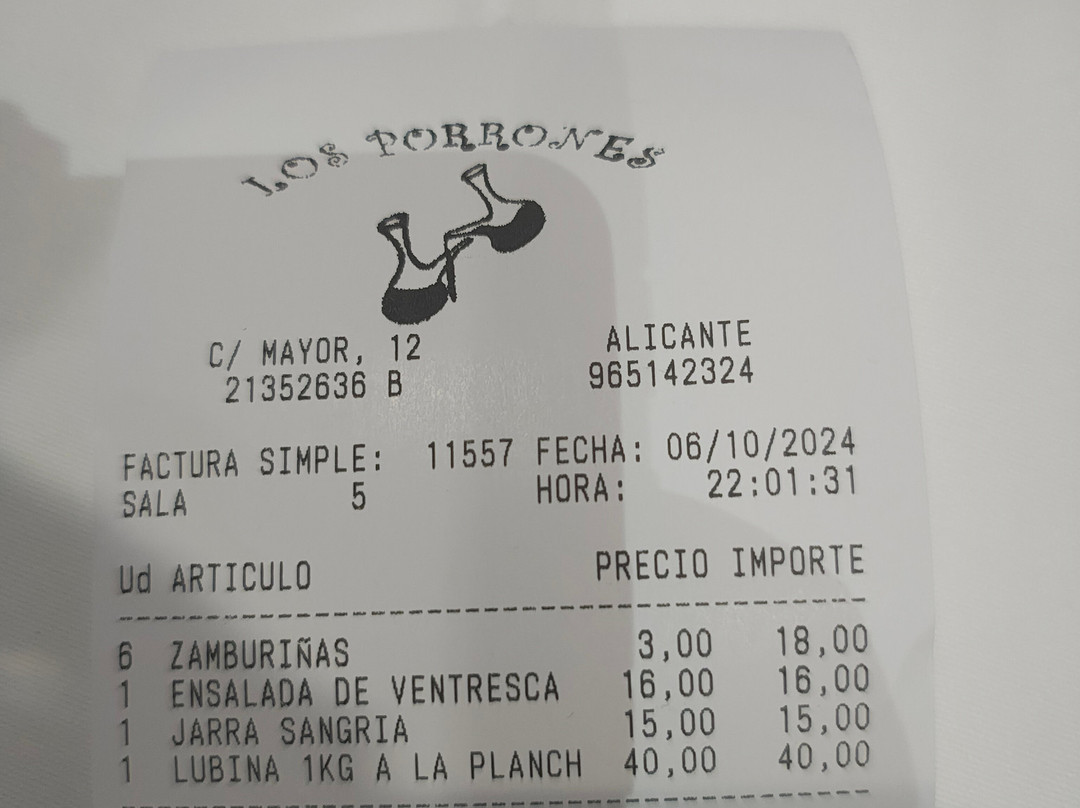 LOS PORRONES
C/ MAYOR, 12 ALICANTE
21352636 B 965142324
FACTURA SIMPLE: 11557 FECHA: 06/10/2024
SALA 5 HORA: 22:01:31
Ud ARTICULO PRECIO IMPORTE
6 ZAMBURIÑAS 3,00 18,00
1 ENSALADA DE VENTRESCA 16,00 16,00
1 JARRA SANGRIA 15,00 15,00
1 LUBINA 1KG A LA PLANCH 40,00 40,00